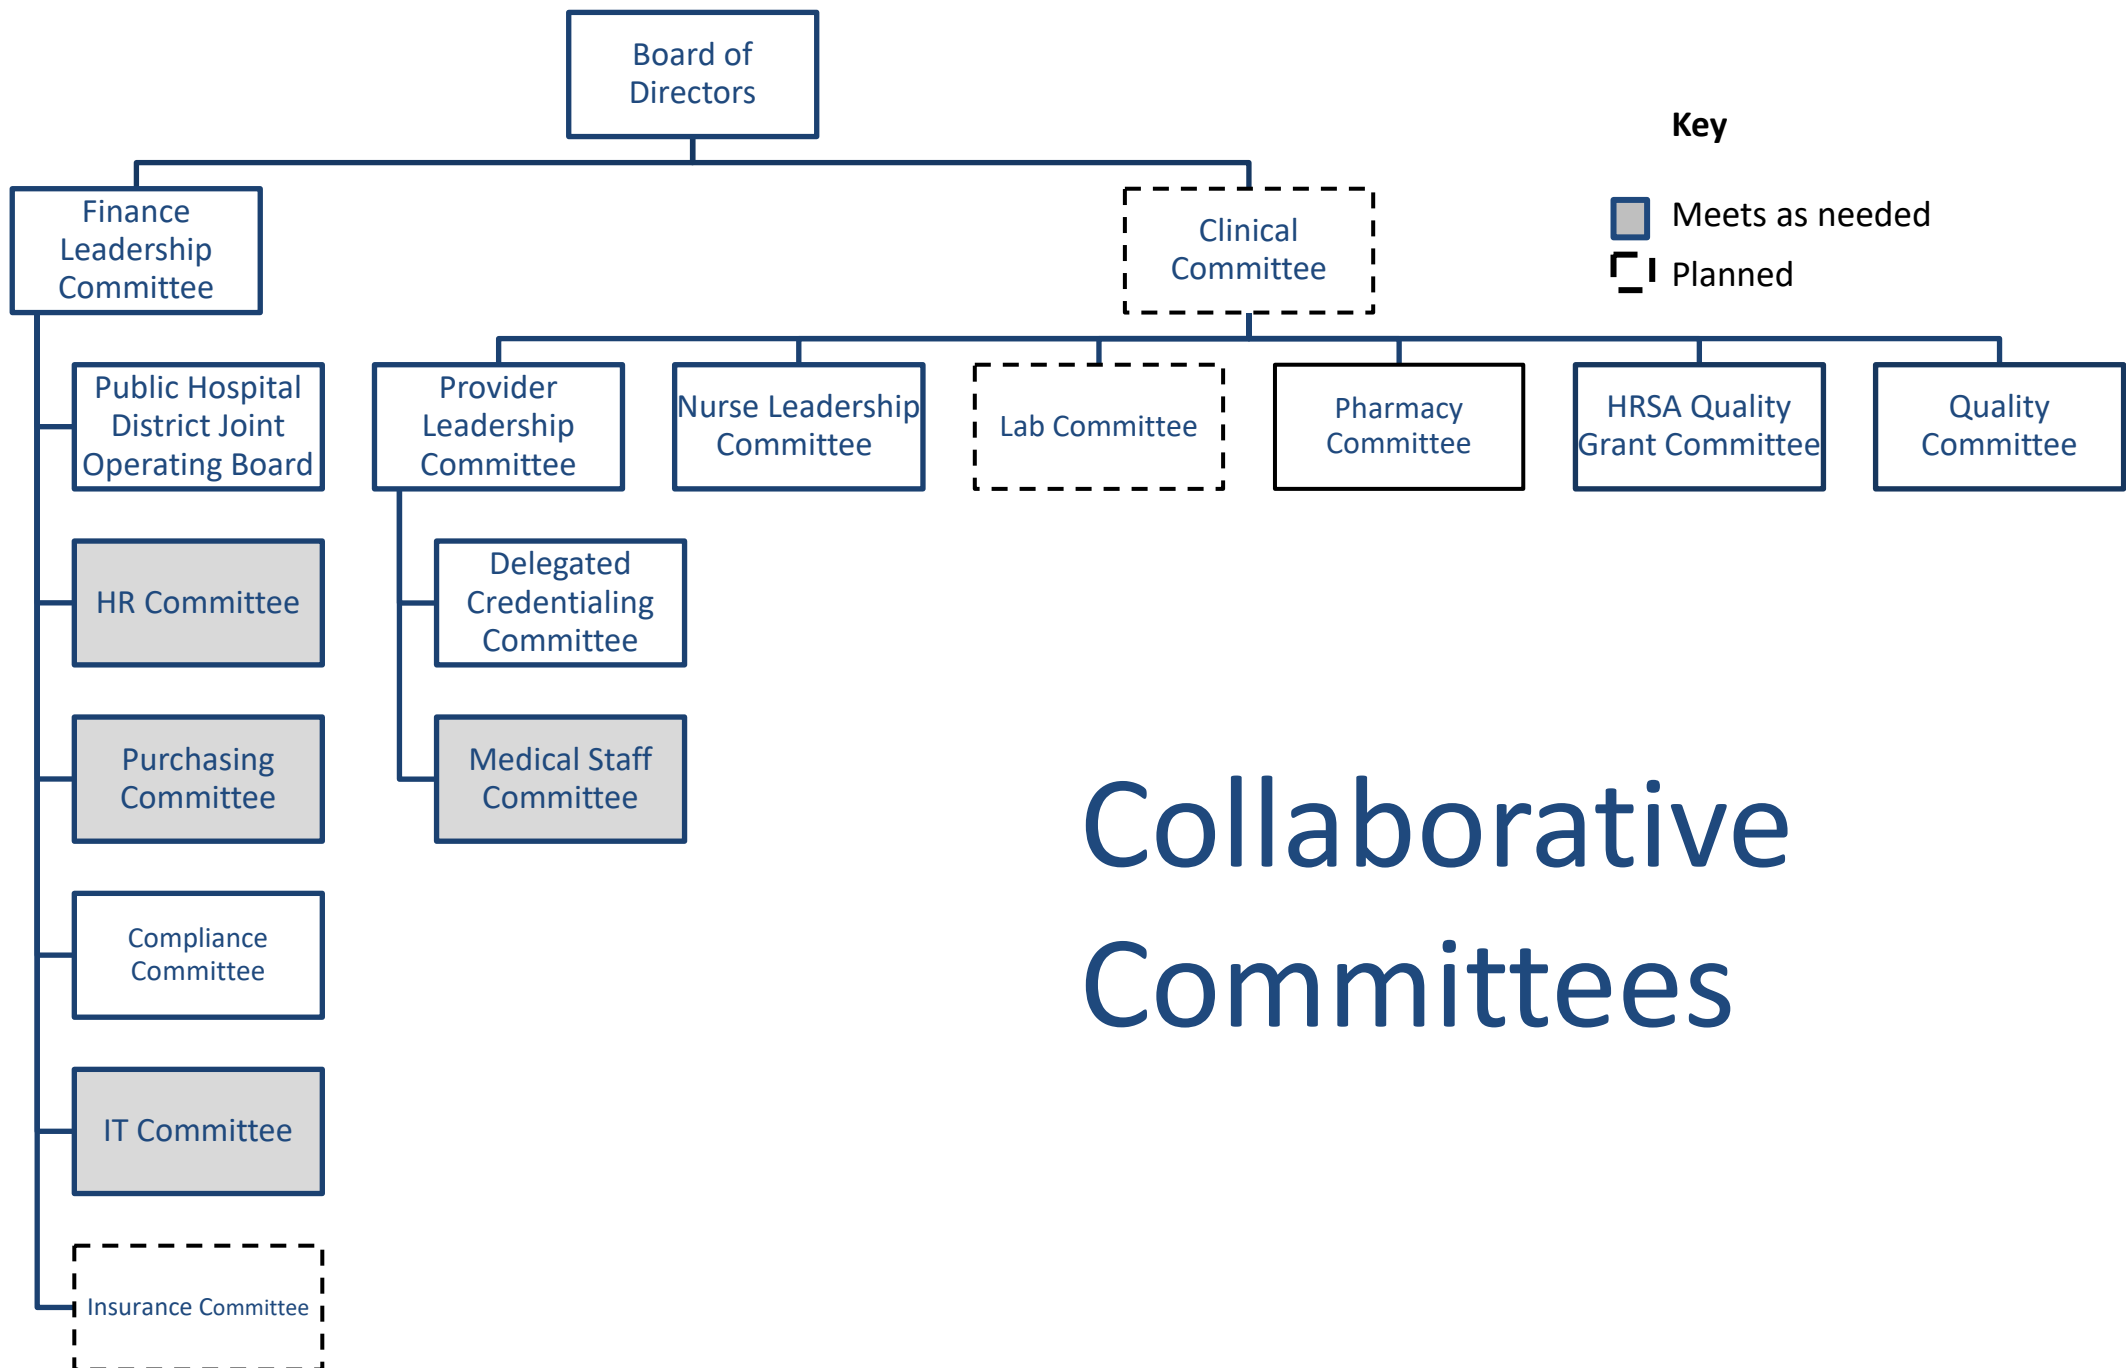 Board of
Directors
Key
Finance
Leadership
Committee
Clinical
Committee
Meets as needed
Planned
Public Hospital
District Joint
Operating Board
Provider
Leadership
Committee
Nurse Leadership
Committee
Lab Committee
Pharmacy
Committee
HRSA Quality
Grant Committee
Quality
Committee
HR Committee
Delegated
Credentialing
Committee
Purchasing
Committee
Medical Staff
Committee
Collaborative
Committees
Compliance
Committee
IT Committee
Insurance Committee